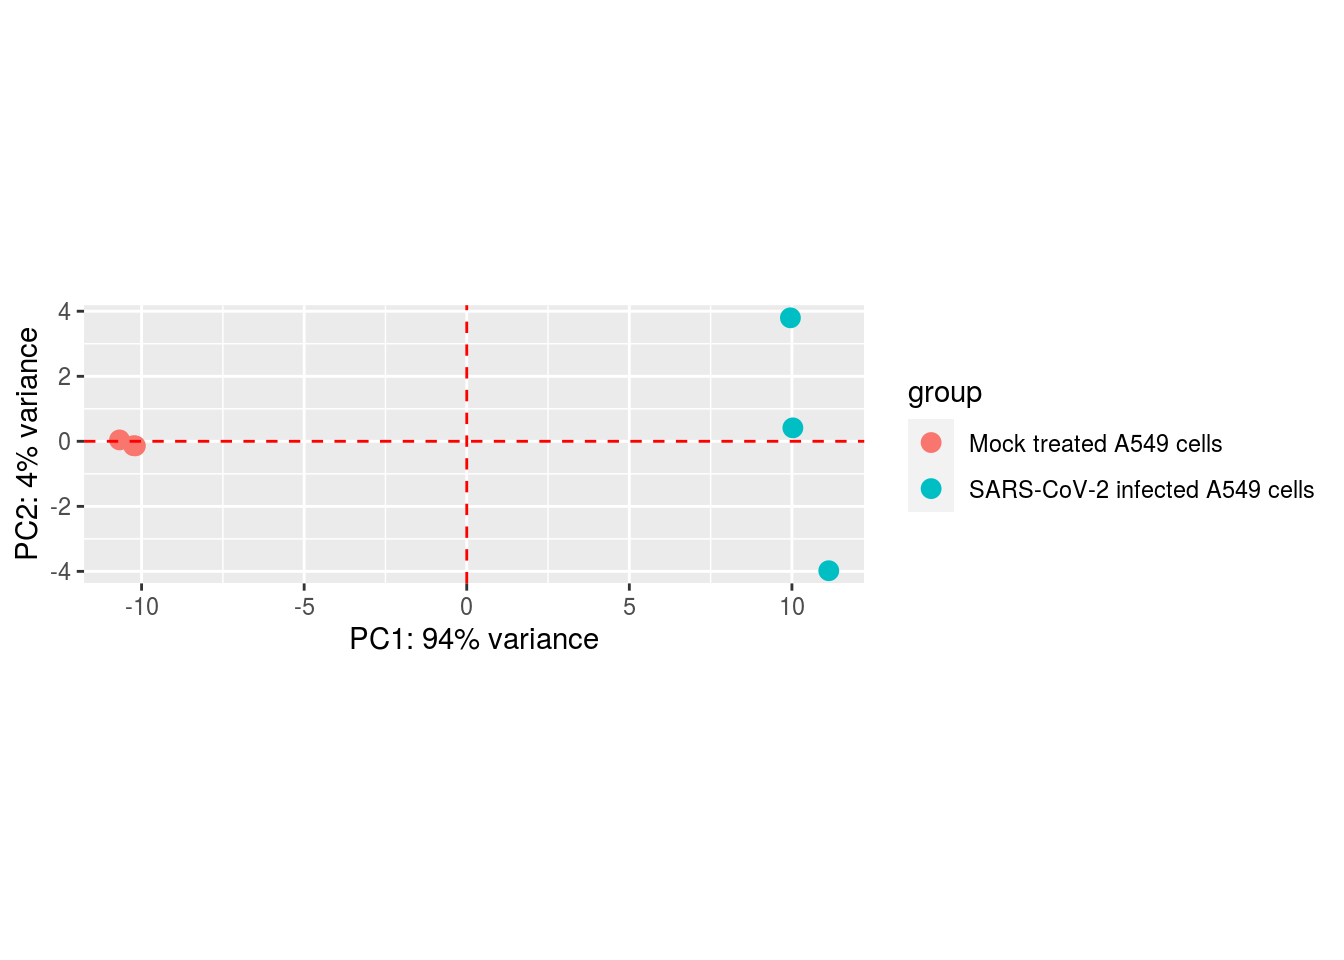 4
2
0
-2
-4
PC2: 4% variance
-10
-5
0
5
10
PC1: 94% variance
group
Mock treated A549 cells
SARS-CoV-2 infected A549 cells